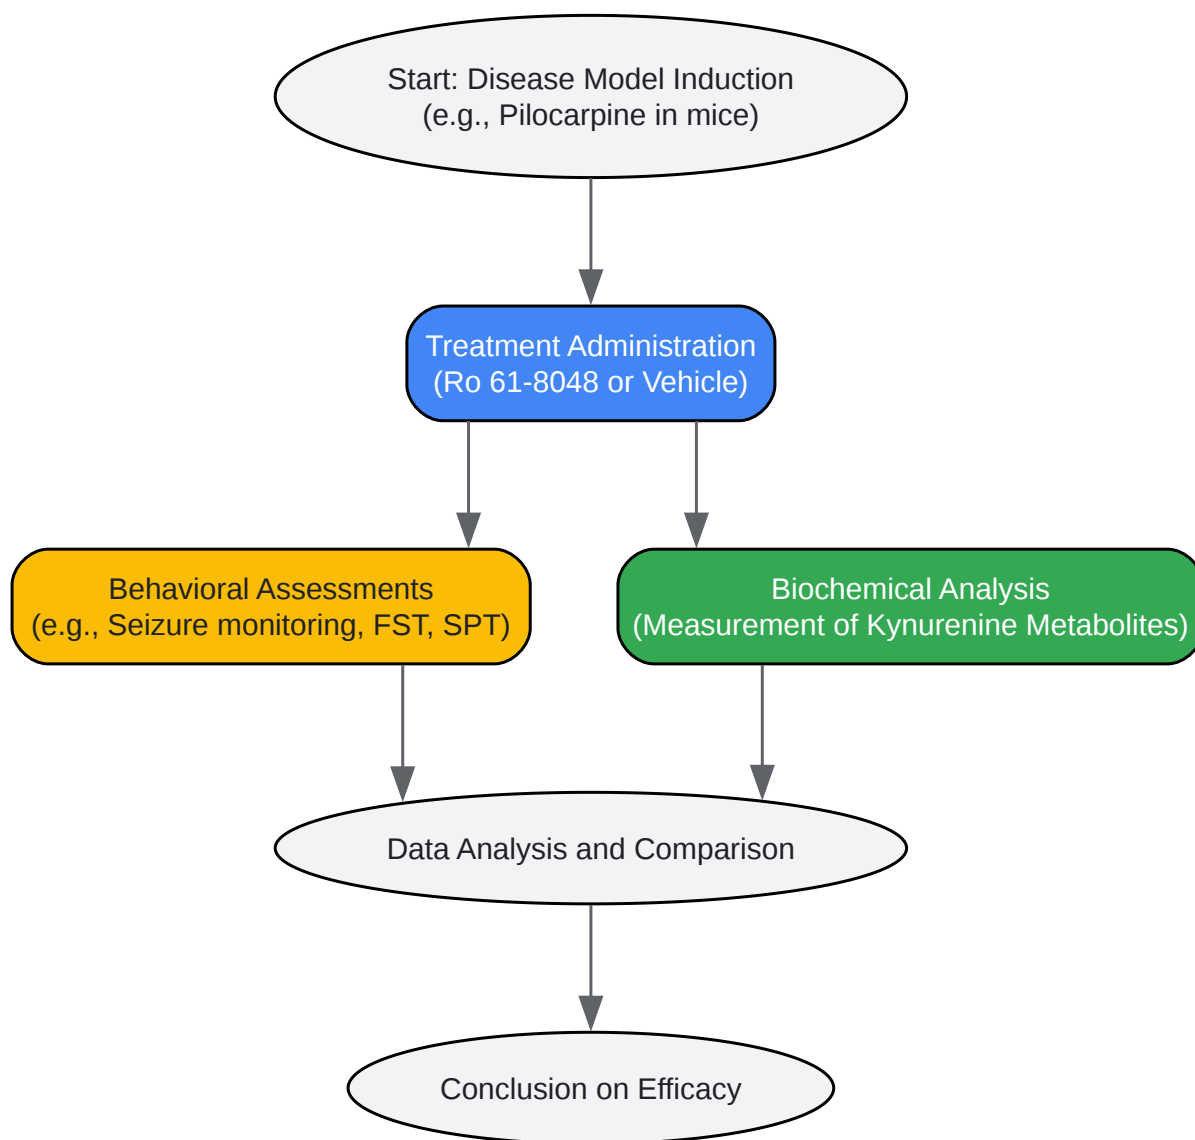 Start: Disease Model Induction
(e.g., Pilocarpine in mice)
Treatment Administration
(Ro 61-8048 or Vehicle)
Behavioral Assessments
(e.g., Seizure monitoring, FST, SPT)
Biochemical Analysis
(Measurement of Kynurenine Metabolites)
Data Analysis and Comparison
Conclusion on Efficacy